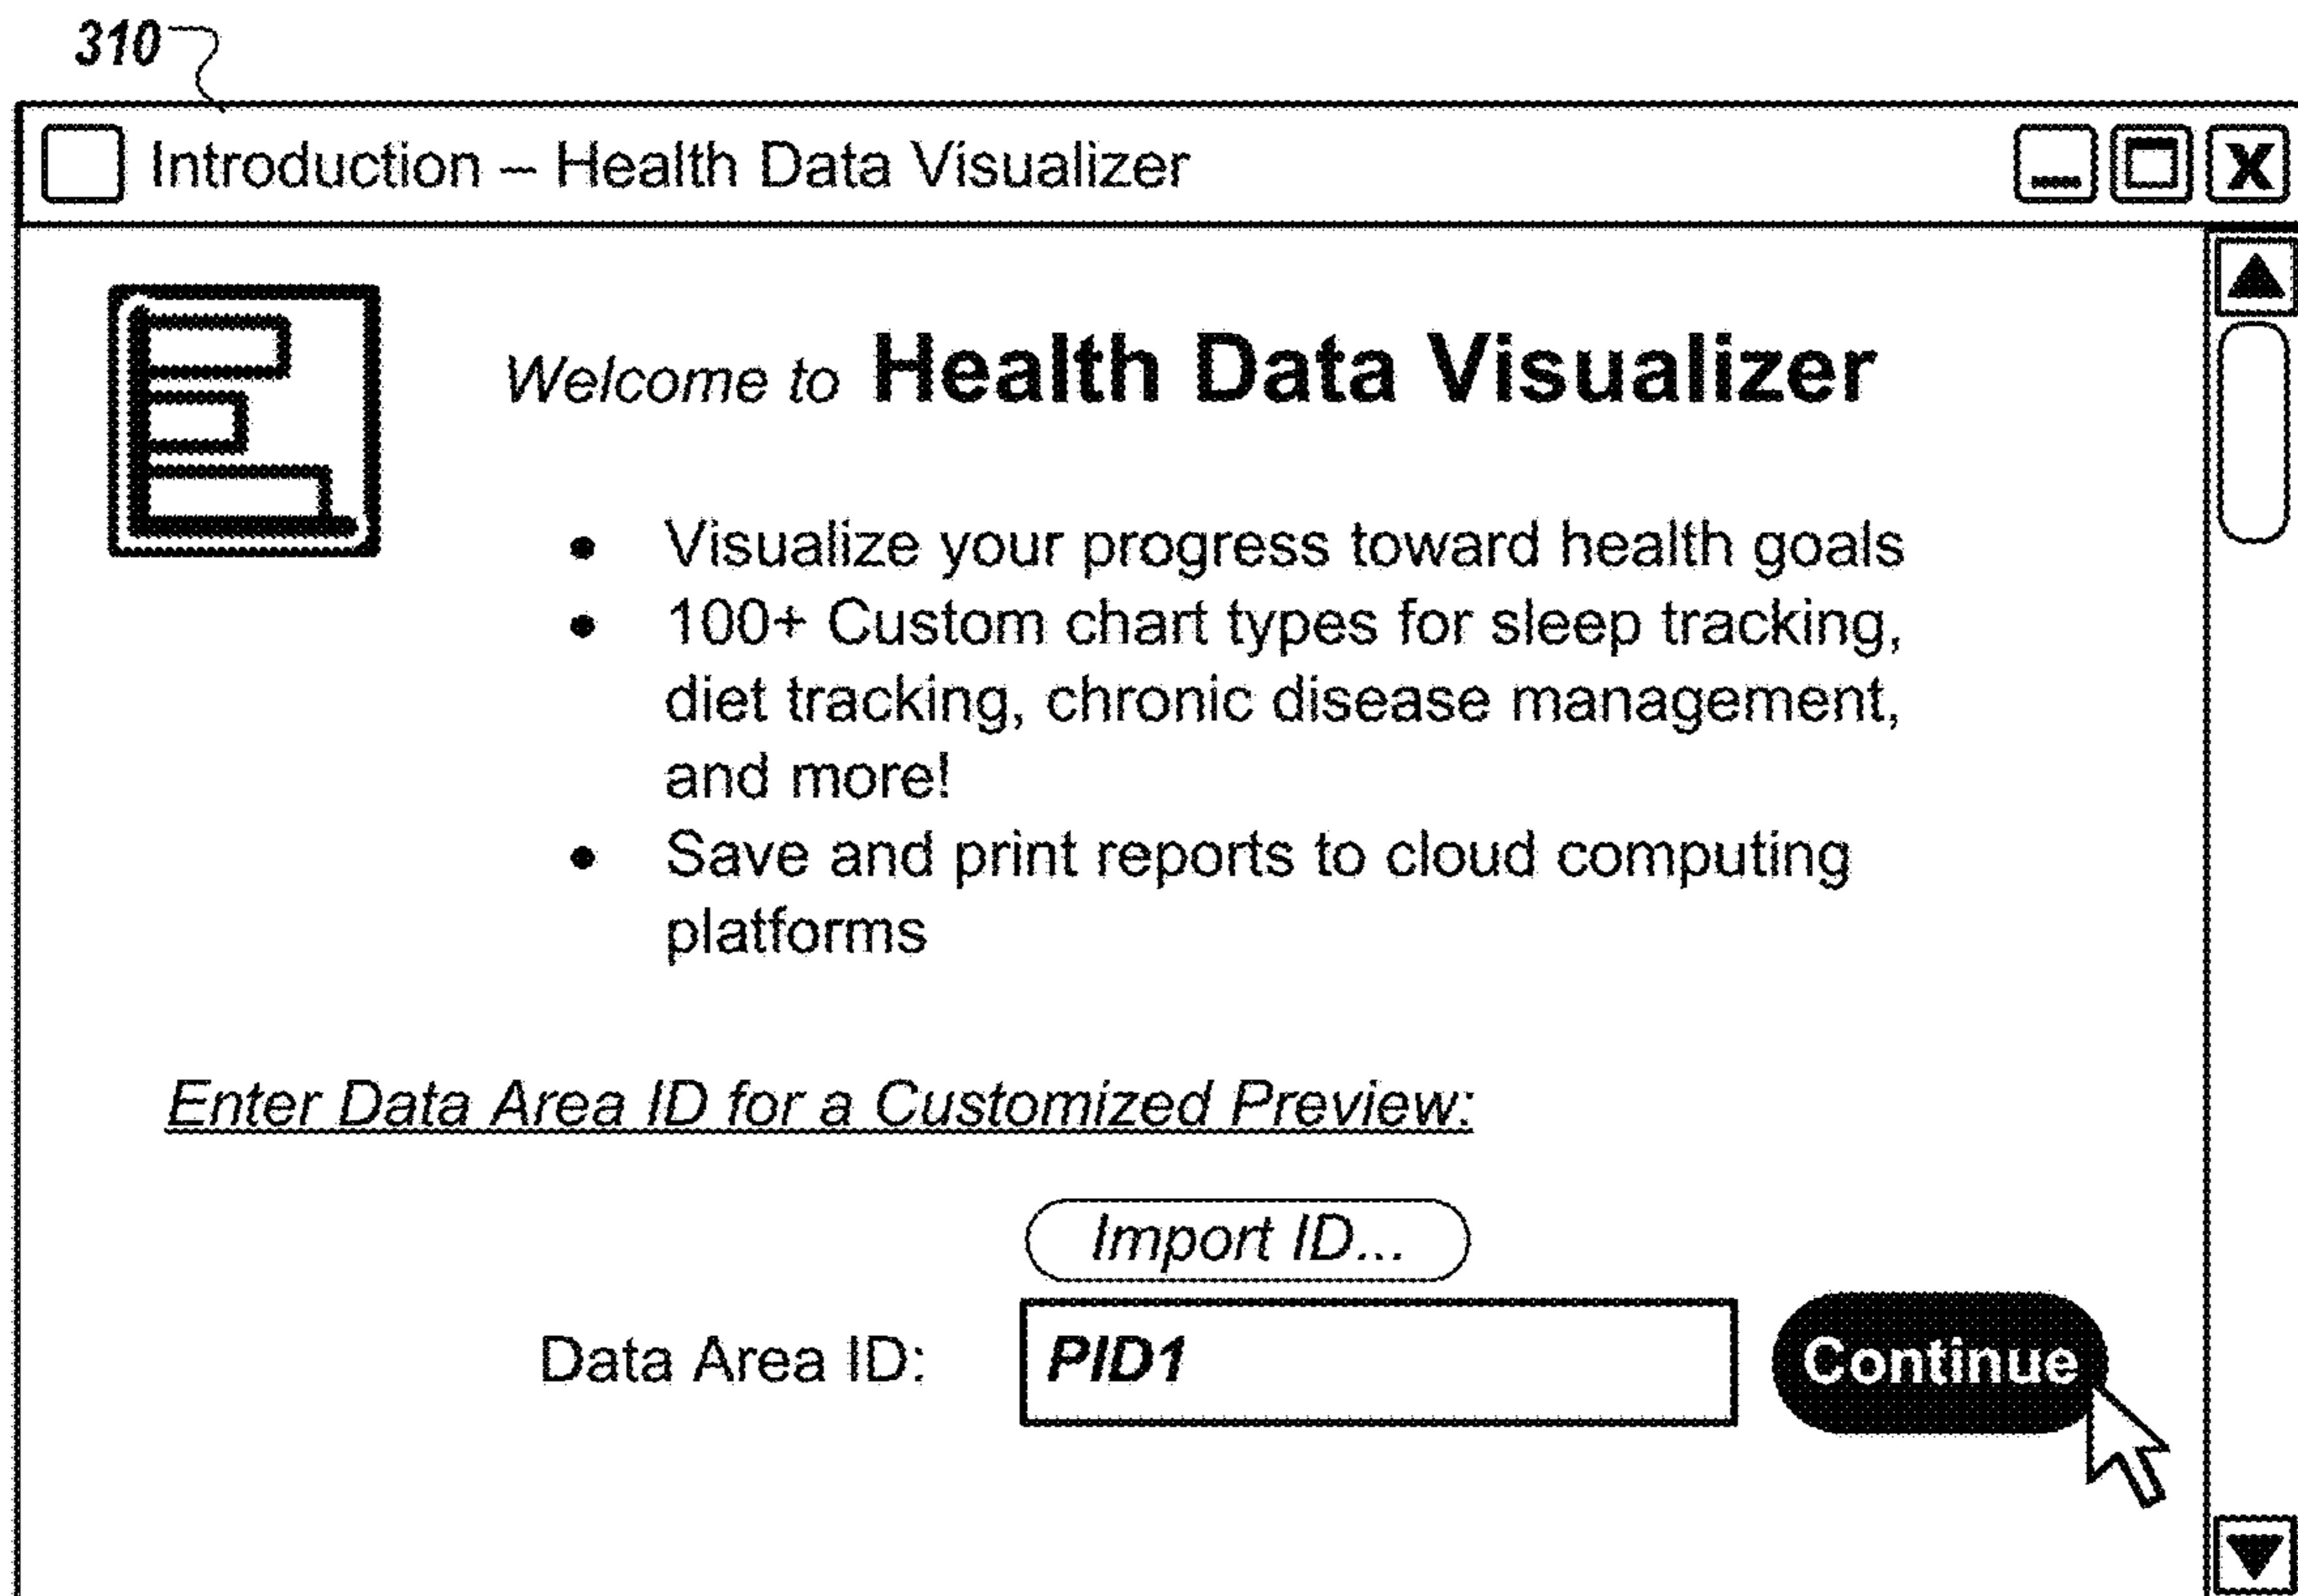 310
Introduction – Health Data Visualizer
Welcome to Health Data Visualizer
• Visualize your progress toward health goals
• 100+ Custom chart types for sleep tracking,
diet tracking, chronic disease management,
and more!
• Save and print reports to cloud computing
platforms
Enter Data Area ID for a Customized Preview:
Import ID...
Data Area ID: PID1 Continue